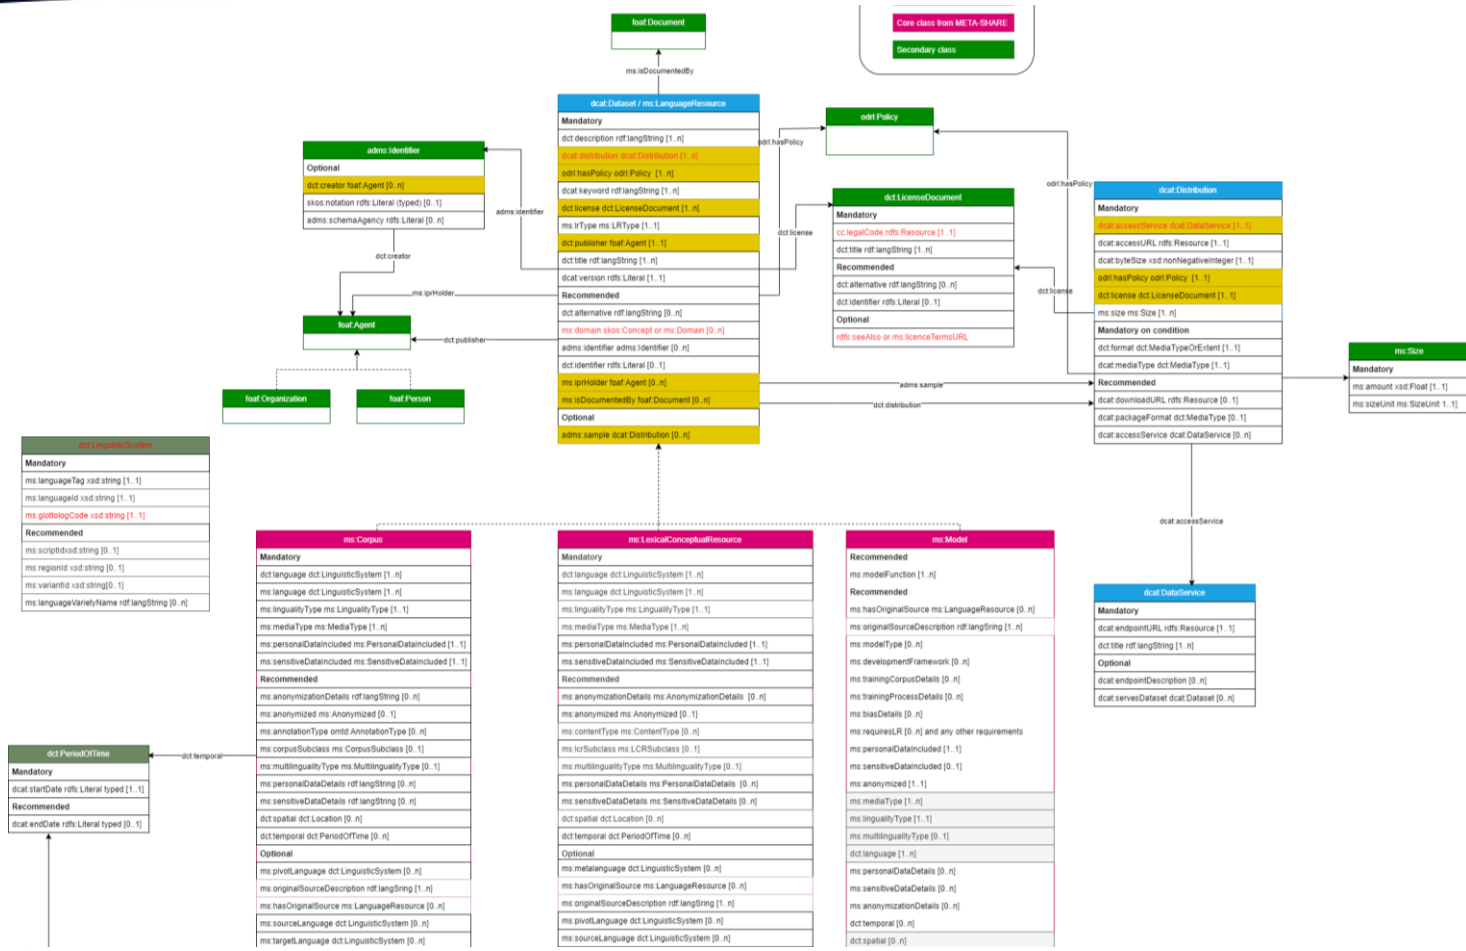 foaf:Document
Core class from META-SHARE
Secondary class
ms:isDocumentedBy
dcat:Dataset / ms:LanguageResource
Mandatory
dct:description rdf:langString [1..n]
dcat:distribution dcat:Distribution [1..n]
odrl:hasPolicy odrl:Policy [1..n]
dcat:keyword rdf:langString [1..n]
dct:license dct:LicenseDocument [1..n]
ms:lrType ms:LRType [1..1]
dct:publisher foaf:Agent [1..1]
dct:title rdf:langString [1..n]
dcat:version rdfs:Literal [1..1]
Recommended
dct:alternative rdf:langString [0..n]
ms:domain skos:Concept or ms:Domain [0..n]
adms:identifier adms:Identifier [0..n]
dct:identifier rdfs:Literal [0..1]
ms:iprHolder foaf:Agent [0..n]
ms:isDocumentedBy foaf:Document [0..n]
Optional
adms:sample dcat:Distribution [0..n]
adms:Identifier
Optional
dct:creator foaf:Agent [0..n]
skos:notation rdfs:Literal (typed) [0..1]
adms:schemaAgency rdfs:Literal [0..n]
adms:identifier
dct:creator
ms:iprHolder
foaf:Agent
dct:publisher
foaf:Organization
foaf:Person
odrl:Policy
odrl:hasPolicy
odrl:hasPolicy
dct:license
dct:LicenseDocument
Mandatory
cc:legalCode rdfs:Resource [1..1]
dct:title rdf:langString [1..n]
Recommended
dct:alternative rdf:langString [0..n]
dct:identifier rdfs:Literal [0..1]
Optional
rdfs:seeAlso or ms:licenceTermsURL
dct:license
adms:sample
dct:distribution
dcat:Distribution
Mandatory
dcat:accessService dcat:DataService [1..1]
dcat:accessURL rdfs:Resource [1..1]
dcat:byteSize xsd:nonNegativeInteger [1..1]
odrl:hasPolicy odrl:Policy [1..1]
dct:license dct:LicenseDocument [1..1]
ms:size ms:Size [1..n]
Mandatory on condition
dct:format dct:MediaTypeOrExtent [1..1]
dcat:mediaType dct:MediaType [1..1]
Recommended
dcat:downloadURL rdfs:Resource [0..1]
dcat:packageFormat dct:MediaType [0..1]
dcat:accessService dcat:DataService [0..n]
ms:Size
Mandatory
ms:amount xsd:Float [1..1]
ms:sizeUnit ms:SizeUnit 1..1]
dcat:accessService
dcat:DataService
Mandatory
dcat:endpointURL rdfs:Resource [1..1]
dct:title rdf:langString [1..n]
Optional
dcat:endpointDescription [0..n]
dcat:servesDataset dcat:Dataset [0..n]
dct:LinguisticSystem
Mandatory
ms:languageTag xsd:string [1..1]
ms:languageId xsd:string [1..1]
ms:glottologCode xsd:string [1..1]
Recommended
ms:scriptIdxsd:string [0..1]
ms:regionId xsd:string [0..1]
ms:variantId xsd:string[0..1]
ms:languageVarietyName rdf:langString [0..n]
dct:PeriodOfTime
Mandatory
dcat:startDate rdfs:Literal typed [1..1]
Recommended
dcat:endDate rdfs:Literal typed [0..1]
dct:temporal
ms:Corpus
Mandatory
dct:language dct:LinguisticSystem [1..n]
ms:language dct:LinguisticSystem [1..n]
ms:lingualityType ms:LingualityType [1..1]
ms:mediaType ms:MediaType [1..n]
ms:personalDataIncluded ms:PersonalDataIncluded [1..1]
ms:sensitiveDataIncluded ms:SensitiveDataIncluded [1..1]
Recommended
ms:anonymizationDetails rdf:langString [0..n]
ms:anonymized ms:Anonymized [0..1]
ms:annotationType omtd:AnnotationType [0..n]
ms:corpusSubclass ms:CorpusSubclass [0..1]
ms:multilingualityType ms:MultilingualityType [0..1]
ms:personalDataDetails rdf:langString [0..n]
ms:sensitiveDataDetails rdf:langString [0..n]
dct:spatial dct:Location [0..n]
dct:temporal dct:PeriodOfTime [0..n]
Optional
ms:pivotLanguage dct:LinguisticSystem [0..n]
ms:originalSourceDescription rdf:langSring [1..n]
ms:hasOriginalSource ms:LanguageResource [0..n]
ms:sourceLanguage dct:LinguisticSystem [0..n]
ms:targetLanguage dct:LinguisticSystem [0..n]
ms:LexicalConceptualResource
Mandatory
dct:language dct:LinguisticSystem [1..n]
ms:language dct:LinguisticSystem [1..n]
ms:lingualityType ms:LingualityType [1..1]
ms:mediaType ms:MediaType [1..n]
ms:personalDataIncluded ms:PersonalDataIncluded [1..1]
ms:sensitiveDataIncluded ms:SensitiveDataIncluded [1..1]
Recommended
ms:anonymizationDetails ms:AnonymizationDetails [0..n]
ms:anonymized ms:Anonymized [0..1]
ms:contentType ms:ContentType [0..n]
ms:lcrSubclass ms:LCRSubclass [0..1]
ms:multilingualityType ms:MultilingualityType [0..1]
ms:personalDataDetails ms:PersonalDataDetails [0..n]
ms:sensitiveDataDetails ms:SensitiveDataDetails [0..n]
dct:spatial dct:Location [0..n]
dct:temporal dct:PeriodOfTime [0..n]
Optional
ms:metalanguage dct:LinguisticSystem [0..n]
ms:hasOriginalSource ms:LanguageResource [0..n]
ms:originalSourceDescription rdf:langString [1..n]
ms:pivotLanguage dct:LinguisticSystem [0..n]
ms:sourceLanguage dct:LinguisticSystem [0..n]
ms:Model
Recommended
ms:modelFunction [1..n]
Recommended
ms:hasOriginalSource ms:LanguageResource [0..n]
ms:originalSourceDescription rdf:langSring [1..n]
ms:modelType [0..n]
ms:developmentFramework [0..n]
ms:trainingCorpusDetails [0..n]
ms:trainingProcessDetails [0..n]
ms:biasDetails [0..n]
ms:requiresLR [0..n] and any other requirements
ms:personalDataIncluded [1..1]
ms:sensitiveDataIncluded [0..1]
ms:anonymized [1..1]
ms:mediaType [1..n]
ms:lingualityType [1..1]
ms:multilingualityType [0..1]
dct:language [1..n]
ms:personalDataDetails [0..n]
ms:sensitiveDataDetails [0..n]
ms:anonymizationDetails [0..n]
dct:temporal [0..n]
dct:spatial [0..n]